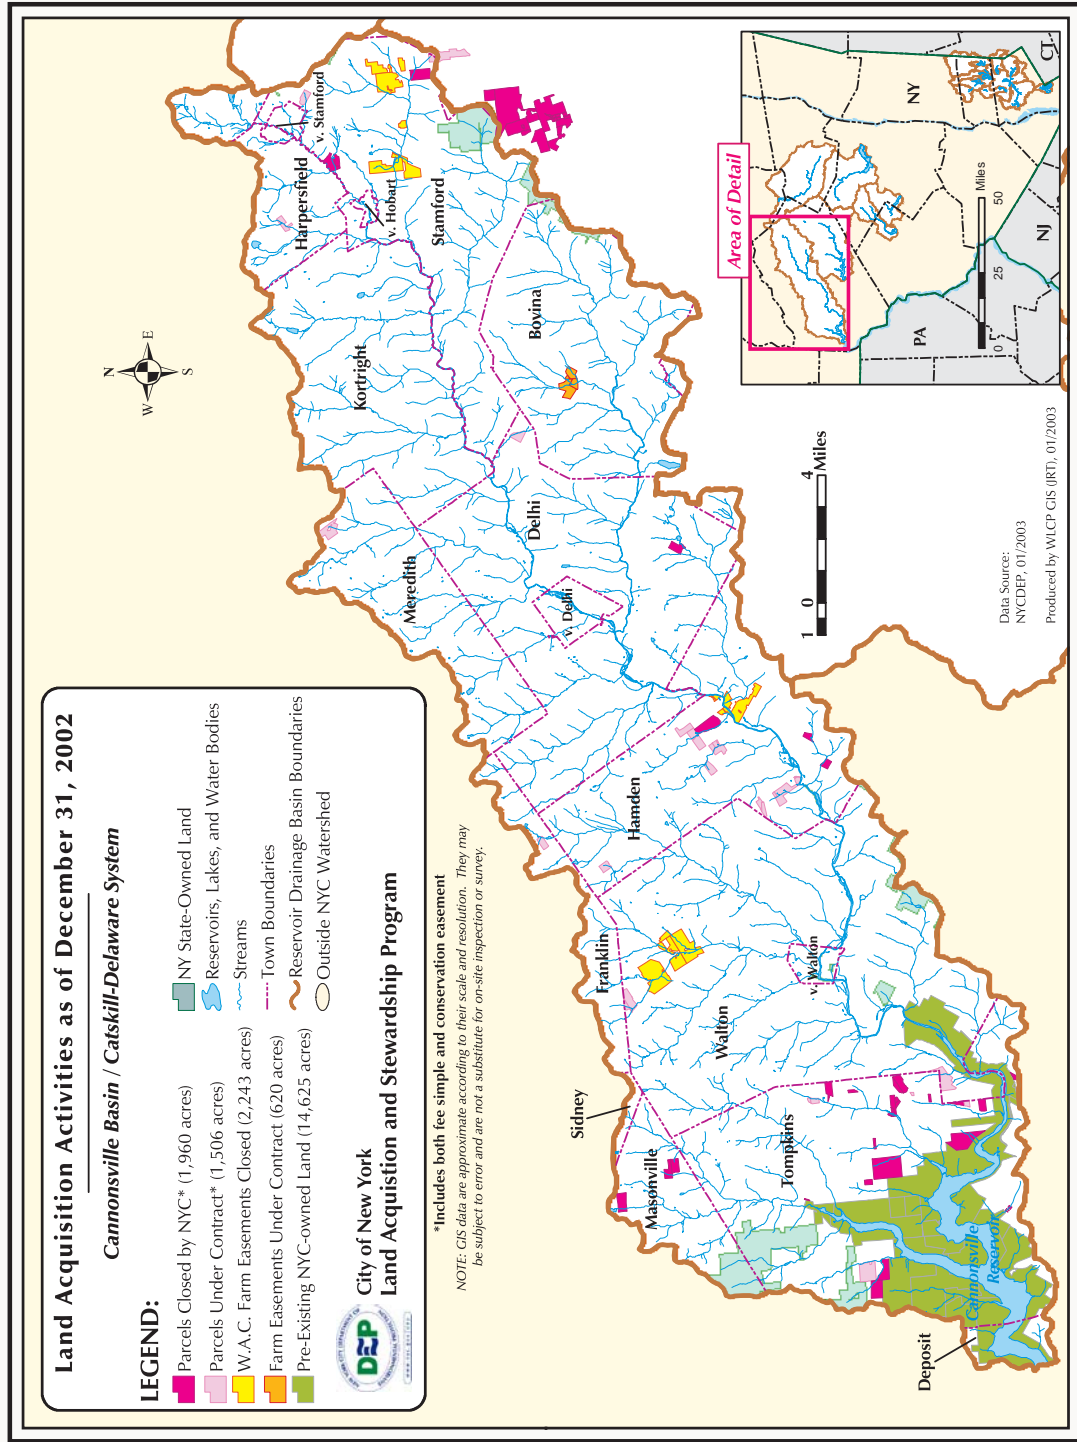 Land Acquisition Activities as of December 31, 2002
Cannonsville Basin / Catskill-Delaware System
LEGEND:
Parcels Closed by NYC* (1,960 acres)
Parcels Under Contract* (1,506 acres)
W.A.C. Farm Easements Closed (2,243 acres)
Farm Easements Under Contract (620 acres)
Pre-Existing NYC-owned Land (14,625 acres)
NY State-Owned Land
Reservoirs, Lakes, and Water Bodies
Streams
Town Boundaries
Reservoir Drainage Basin Boundaries
Outside NYC Watershed
DEP
City of New York
Land Acquistion and Stewardship Program
*Includes both fee simple and conservation easement
NOTE: GIS data are approximate according to their scale and resolution. They may
be subject to error and are not a substitute for on-site inspection or survey.
N
W
E
S
v. Stamford
Harpersfield
v. Hobart
Stamford
Kortright
Bovina
Meredith
Delhi
v. Delhi
Hamden
Franklin
Walton
v. Walton
Sidney
Masonville
Tompkins
Cannonsville
Reservoir
Deposit
1 0 4
Miles
Data Source:
NYCDEP, 01/2003
Produced by WLCP GIS (JRT), 01/2003
Area of Detail
NY
CT
PA
NJ
0 25 50
Miles